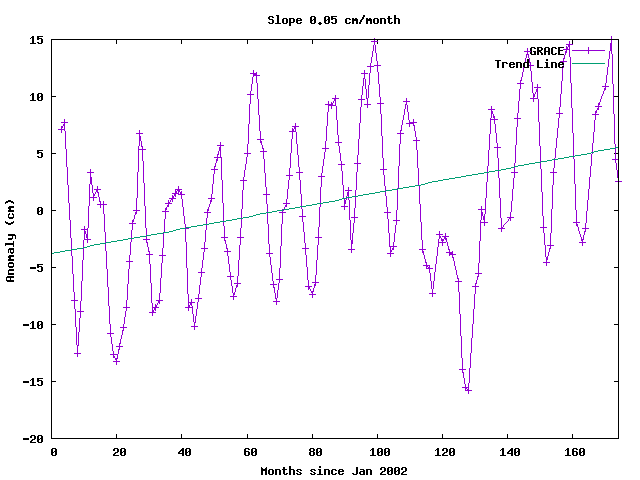 Slope 0.05 cm/month
GRACE
Trend Line
15
10
5
0
-5
-10
-15
-20
Anomaly (cm)
0 20 40 60 80 100 120 140 160
Months since Jan 2002